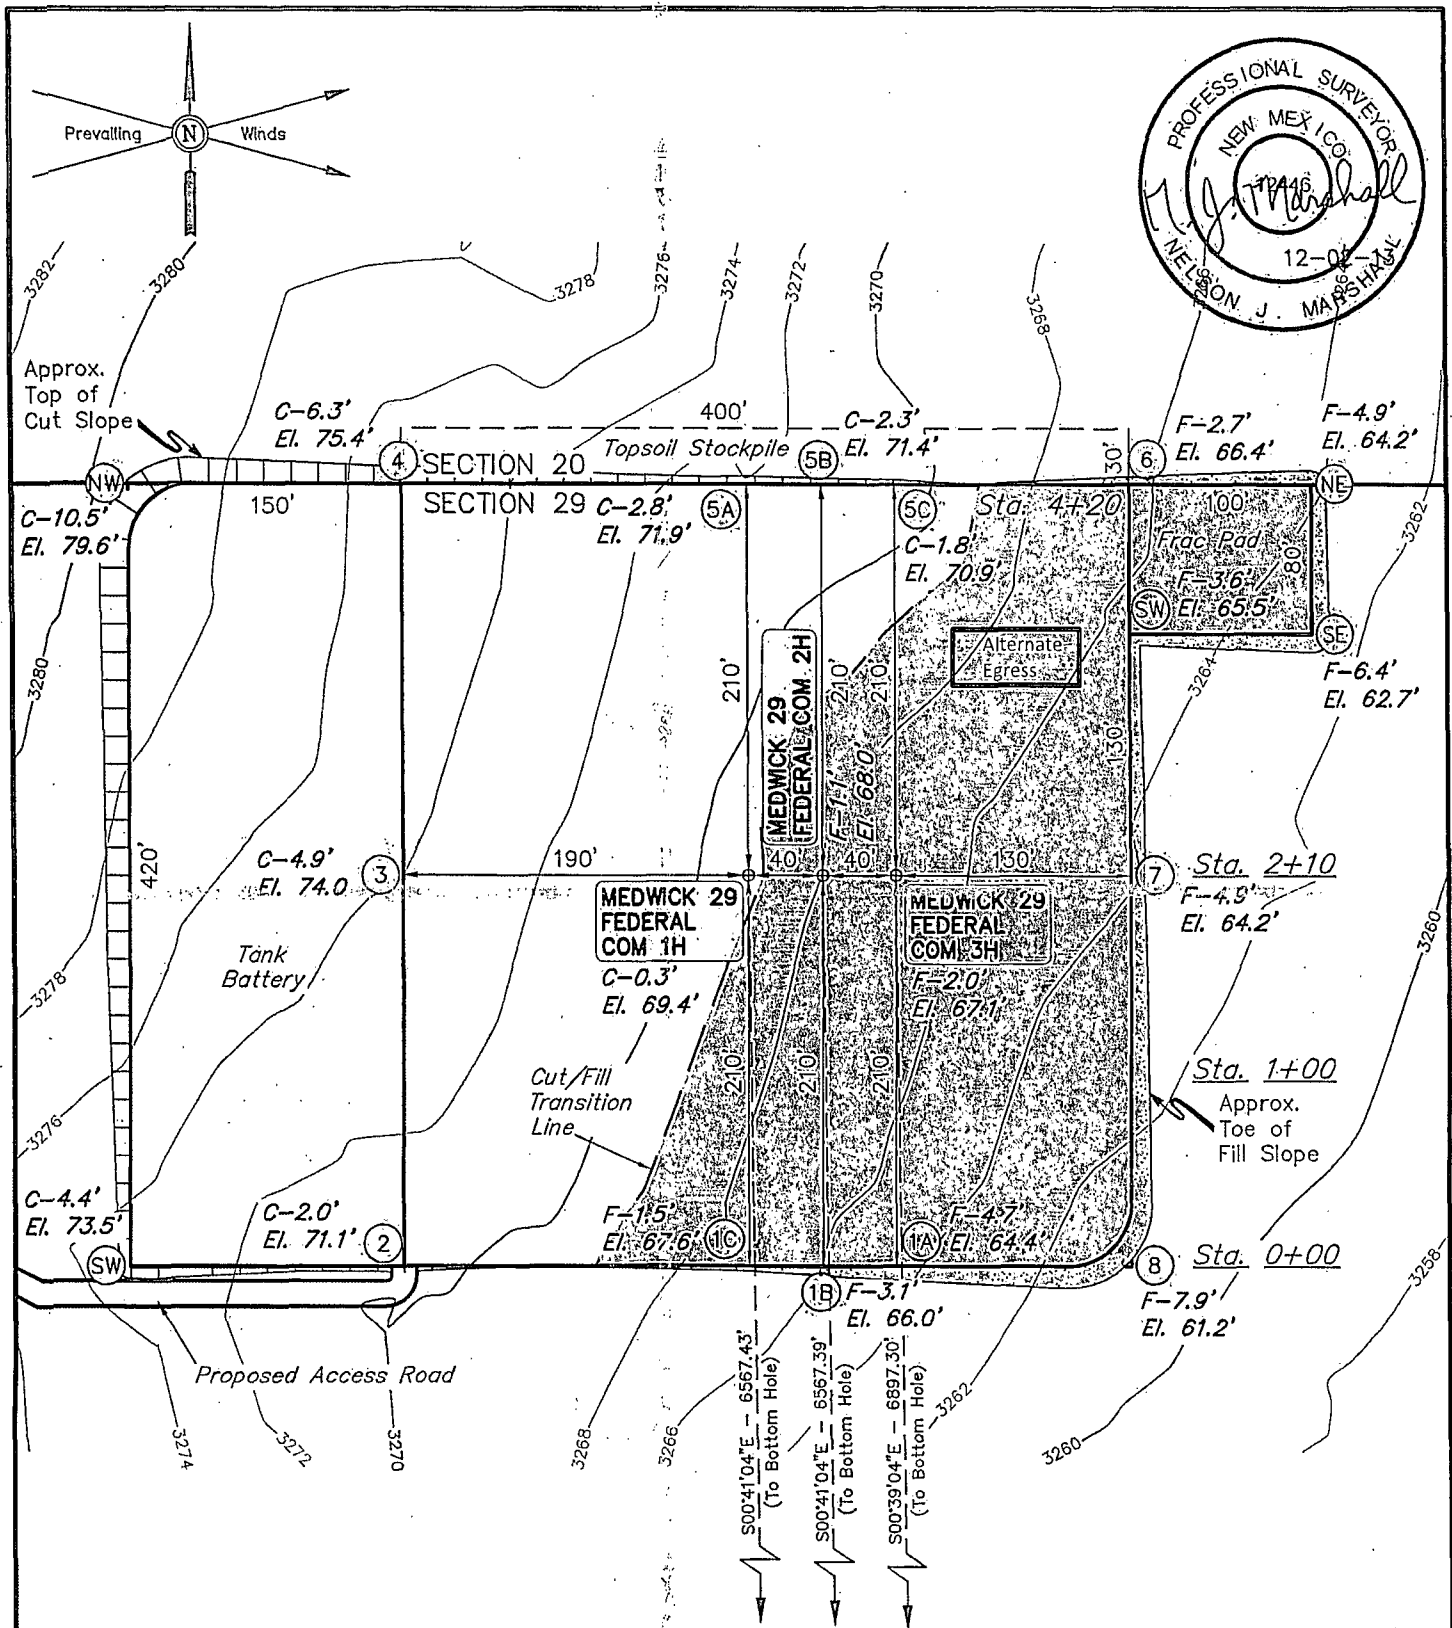 Prevailing
N
Winds
PROFESSIONAL SURVEYOR
NEW MEXICO
12446
N. J. Marshall
NELSON J. MARSHALL
3282
3280
3278
3276
3274
3272
3270
3268
Approx.
Top of
Cut Slope
C-6.3'
El. 75.4'
400'
C-2.3'
El. 71.4'
F-2.7'
El. 66.4'
F-4.9'
El. 64.2'
4
SECTION 20
Topsoil Stockpile
5B
130'
6
NW
NE
150'
SECTION 29
C-2.8'
El. 71.9'
5A
5C
Sta. 4+20
100'
C-10.5'
El. 79.6'
C-1.8'
El. 70.9'
Frac Pad
80'
3262
F-3.6'
El. 65.5'
SW
SE
3280
MEDWICK 29
FEDERAL COM. 2H
Alternate
Egress
210'
210'
210'
F-1.1'
El. 68.0'
130'
3264
F-6.4'
El. 62.7'
420'
C-4.9'
El. 74.0
3
190'
40'
40'
130'
7
Sta. 2+10
F-4.9'
El. 64.2'
MEDWICK 29
FEDERAL
COM 1H
C-0.3'
El. 69.4'
MEDWICK 29
FEDERAL
COM 3H
F-2.0'
El. 67.1'
3260
Tank
Battery
3278
Cut/Fill
Transition
Line
210'
210'
210'
Sta. 1+00
Approx.
Toe of
Fill Slope
3276
C-4.4'
El. 73.5'
C-2.0'
El. 71.1'
2
F-1.5'
El. 67.6'
1C
1A
F-4.7'
El. 64.4'
SW
8
Sta. 0+00
1B
F-3.1'
El. 66.0'
F-7.9'
El. 61.2'
3258
Proposed Access Road
3274
3272
3270
3268
3266
3262
3260
S00°41'04"E - 6567.43'
(To Bottom Hole)
S00°41'04"E - 6567.39'
(To Bottom Hole)
S00°39'04"E - 6897.30'
(To Bottom Hole)